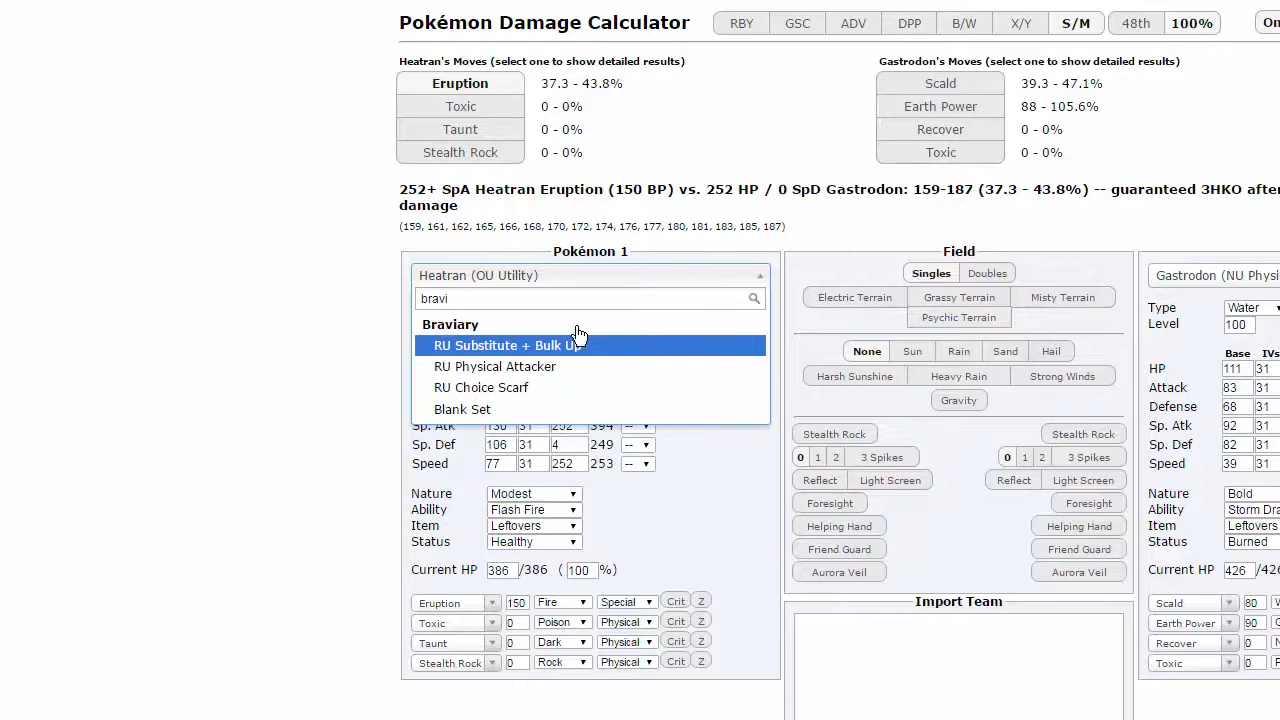 Pokémon Damage Calculator RBY GSC ADV DPP B/W X/Y S/M 48th 100% On
Heatran's Moves (select one to show detailed results) Gastrodon's Moves (select one to show detailed results)
Eruption 37.3 - 43.8% Scald 39.3 - 47.1%
Toxic 0 - 0% Earth Power 88 - 105.6%
Taunt 0 - 0% Recover 0 - 0%
Stealth Rock 0 - 0% Toxic 0 - 0%
252+ SpA Heatran Eruption (150 BP) vs. 252 HP / 0 SpD Gastrodon: 159-187 (37.3 - 43.8%) -- guaranteed 3HKO after
damage
(159, 161, 162, 165, 166, 168, 170, 172, 174, 176, 177, 180, 181, 183, 185, 187)
Pokémon 1
Heatran (OU Utility)
bravi
Braviary
RU Substitute + Bulk Up
RU Physical Attacker
RU Choice Scarf
Blank Set
Sp. Atk 130 31 252 394 --
Sp. Def 106 31 4 249 --
Speed 77 31 252 253 --
Nature Modest
Ability Flash Fire
Item Leftovers
Status Healthy
Current HP 386 /386 ( 100 %)
Eruption 150 Fire Special Crit Z
Toxic 0 Poison Physical Crit Z
Taunt 0 Dark Physical Crit Z
Stealth Rock 0 Rock Physical Crit Z
Field
Singles Doubles
Electric Terrain Grassy Terrain Misty Terrain
Psychic Terrain
None Sun Rain Sand Hail
Harsh Sunshine Heavy Rain Strong Winds
Gravity
Stealth Rock Stealth Rock
0 1 2 3 Spikes 0 1 2 3 Spikes
Reflect Light Screen Reflect Light Screen
Foresight Foresight
Helping Hand Helping Hand
Friend Guard Friend Guard
Aurora Veil Aurora Veil
Import Team
Gastrodon (NU Physi
Type Water
Level 100
Base IVs
HP 111 31
Attack 83 31
Defense 68 31
Sp. Atk 92 31
Sp. Def 82 31
Speed 39 31
Nature Bold
Ability Storm Dra
Item Leftovers
Status Burned
Current HP 426 /426
Scald 80
Earth Power 90
Recover 0
Toxic 0